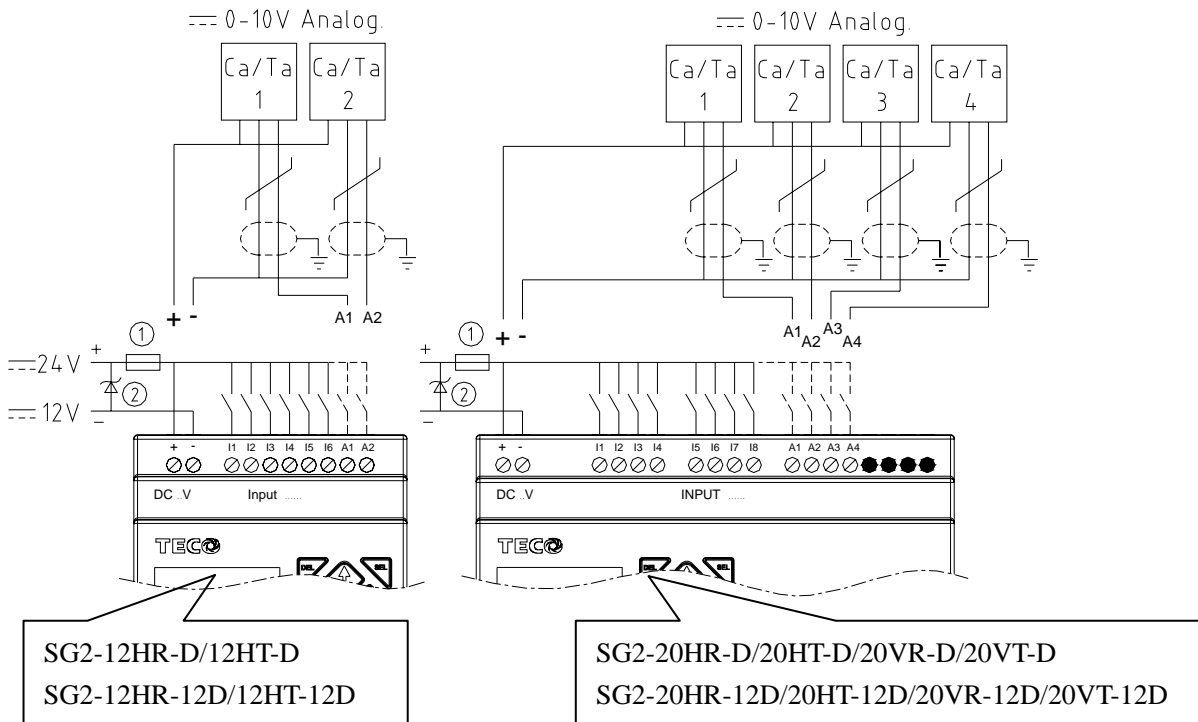 0-10V Analog.
0-10V Analog.
Ca/Ta 1
Ca/Ta 2
Ca/Ta 1
Ca/Ta 2
Ca/Ta 3
Ca/Ta 4
+ -
A1 A2
+ -
A1 A2 A3 A4
+ 1
24V
2
12V
-
+ 1
2
-
+ - I1 I2 I3 I4 I5 I6 A1 A2
+ - I1 I2 I3 I4 I5 I6 I7 I8 A1 A2 A3 A4
DC ..V Input ......
DC ..V INPUT ......
TECO
DEL SEL
TECO
DEL SEL
SG2-12HR-D/12HT-D
SG2-12HR-12D/12HT-12D
SG2-20HR-D/20HT-D/20VR-D/20VT-D
SG2-20HR-12D/20HT-12D/20VR-12D/20VT-12D